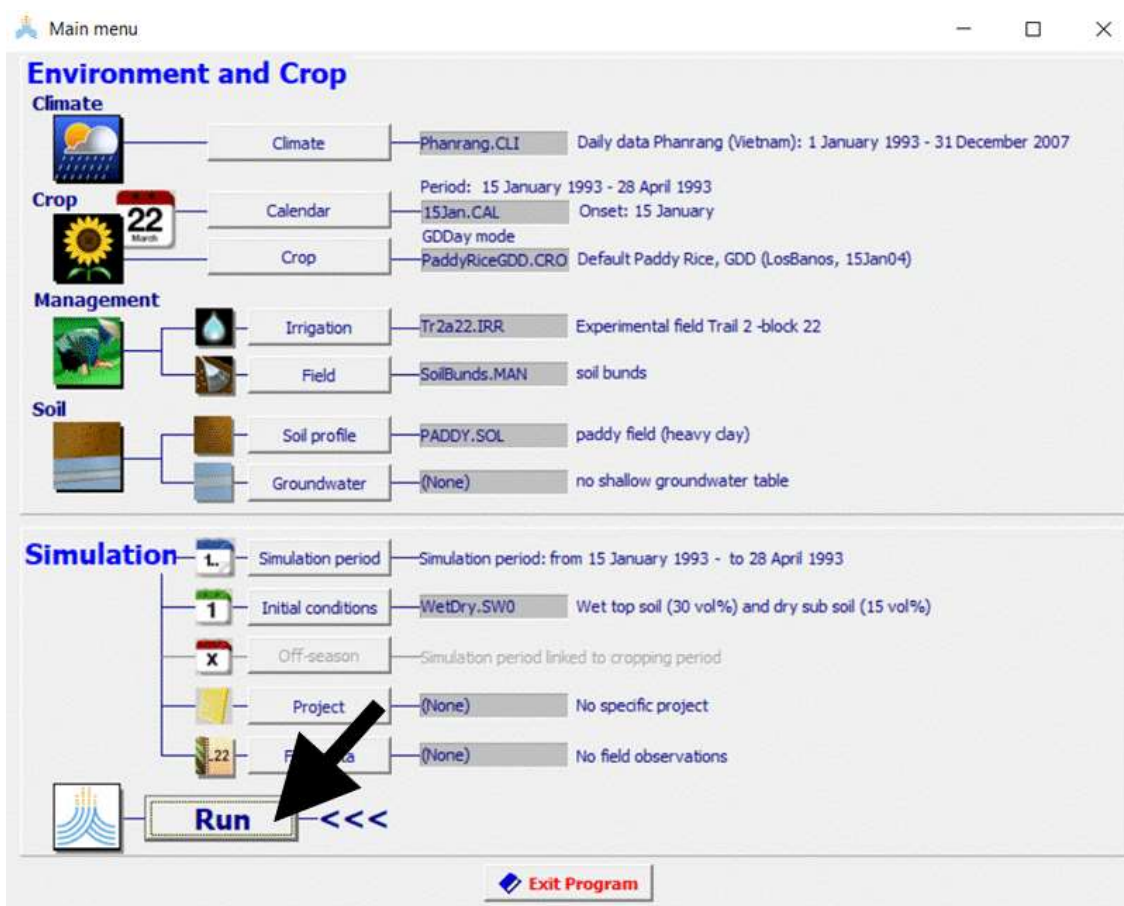 Main menu
Environment and Crop
Climate
Climate Phanrang.CLI Daily data Phanrang (Vietnam): 1 January 1993 - 31 December 2007
Period: 15 January 1993 - 28 April 1993
Crop 22 March Calendar 15Jan.CAL Onset: 15 January
GDDay mode
Crop PaddyRiceGDD.CRO Default Paddy Rice, GDD (LosBanos, 15Jan04)
Management
Irrigation Tr2a22.IRR Experimental field Trail 2 -block 22
Field SoilBunds.MAN soil bunds
Soil
Soil profile PADDY.SOL paddy field (heavy clay)
Groundwater (None) no shallow groundwater table
Simulation 1.. Simulation period Simulation period: from 15 January 1993 - to 28 April 1993
1 Initial conditions WetDry.SW0 Wet top soil (30 vol%) and dry sub soil (15 vol%)
X Off-season Simulation period linked to cropping period
Project (None) No specific project
.22 (None) No field observations
Run <<<
Exit Program